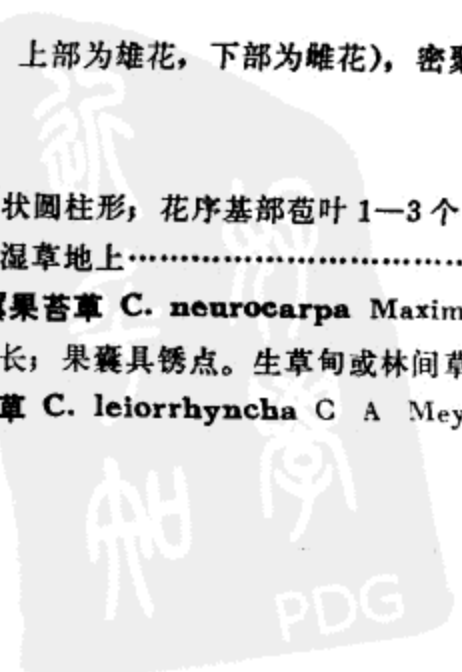 上部为雄花，下部为雌花），密聚
状圆柱形；花序基部苞叶 1—3 个
湿草地上…………………………
翼果苔草 C. neurocarpa Maxim
长；果囊具锈点。生草甸或林间草
草 C. leiorrhyncha C A Mey
PDG